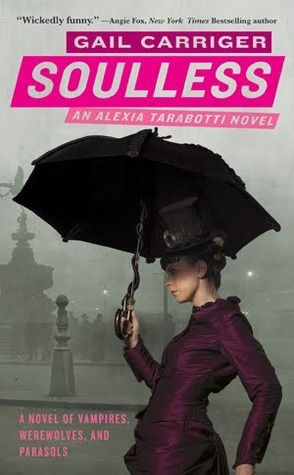 "Wickedly funny."—Angie Fox, New York Times Bestselling author
GAIL CARRIGER
SOULLESS
AN ALEXIA TARABOTTI NOVEL
A NOVEL OF VAMPIRES,
WEREWOLVES, AND
PARASOLS